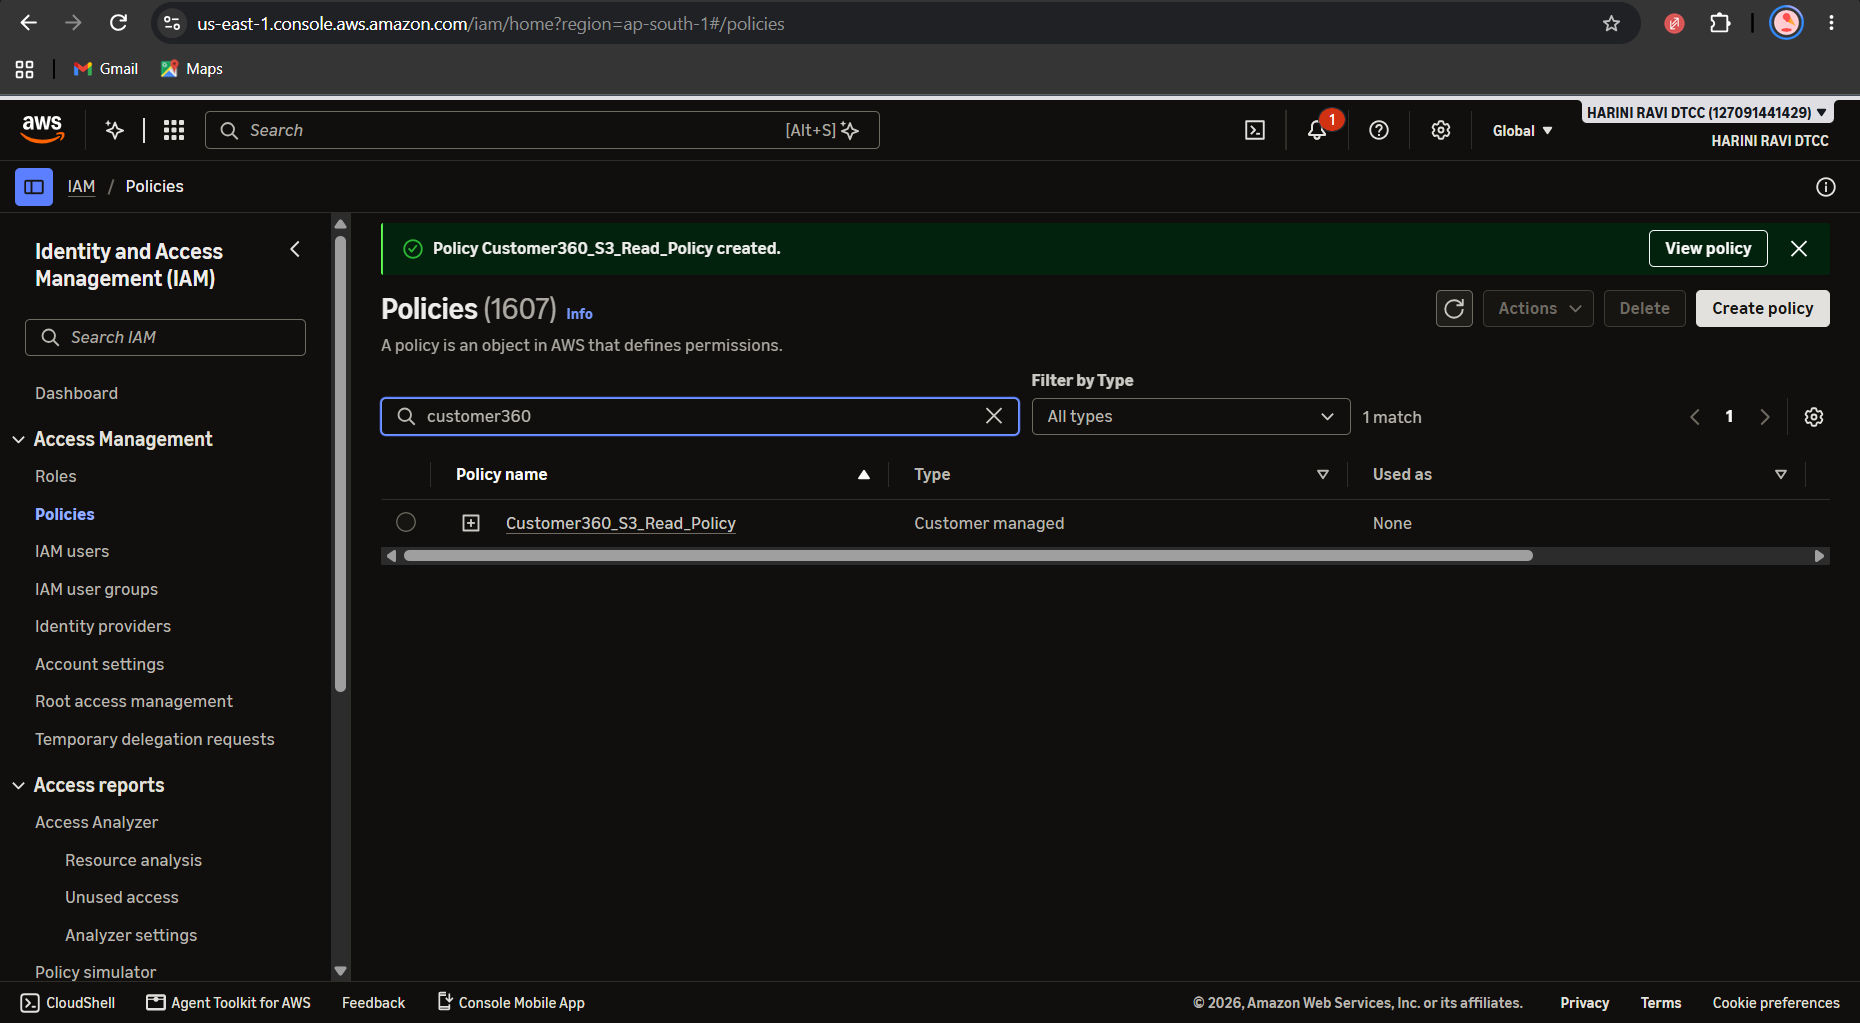 us-east-1.console.aws.amazon.com/iam/home?region=ap-south-1#/policies
Gmail
Maps
aws
Search
[Alt+S]
1
Global
HARINI RAVI DTCC (127091441429)
HARINI RAVI DTCC
IAM / Policies
Identity and Access
Management (IAM)
Search IAM
Dashboard
Access Management
Roles
Policies
IAM users
IAM user groups
Identity providers
Account settings
Root access management
Temporary delegation requests
Access reports
Access Analyzer
Resource analysis
Unused access
Analyzer settings
Policy simulator
Policy Customer360_S3_Read_Policy created.
View policy
Policies (1607) Info
Actions
Delete
Create policy
A policy is an object in AWS that defines permissions.
Filter by Type
customer360
All types
1 match
1
Policy name
Type
Used as
Customer360_S3_Read_Policy
Customer managed
None
CloudShell
Agent Toolkit for AWS
Feedback
Console Mobile App
© 2026, Amazon Web Services, Inc. or its affiliates.
Privacy
Terms
Cookie preferences